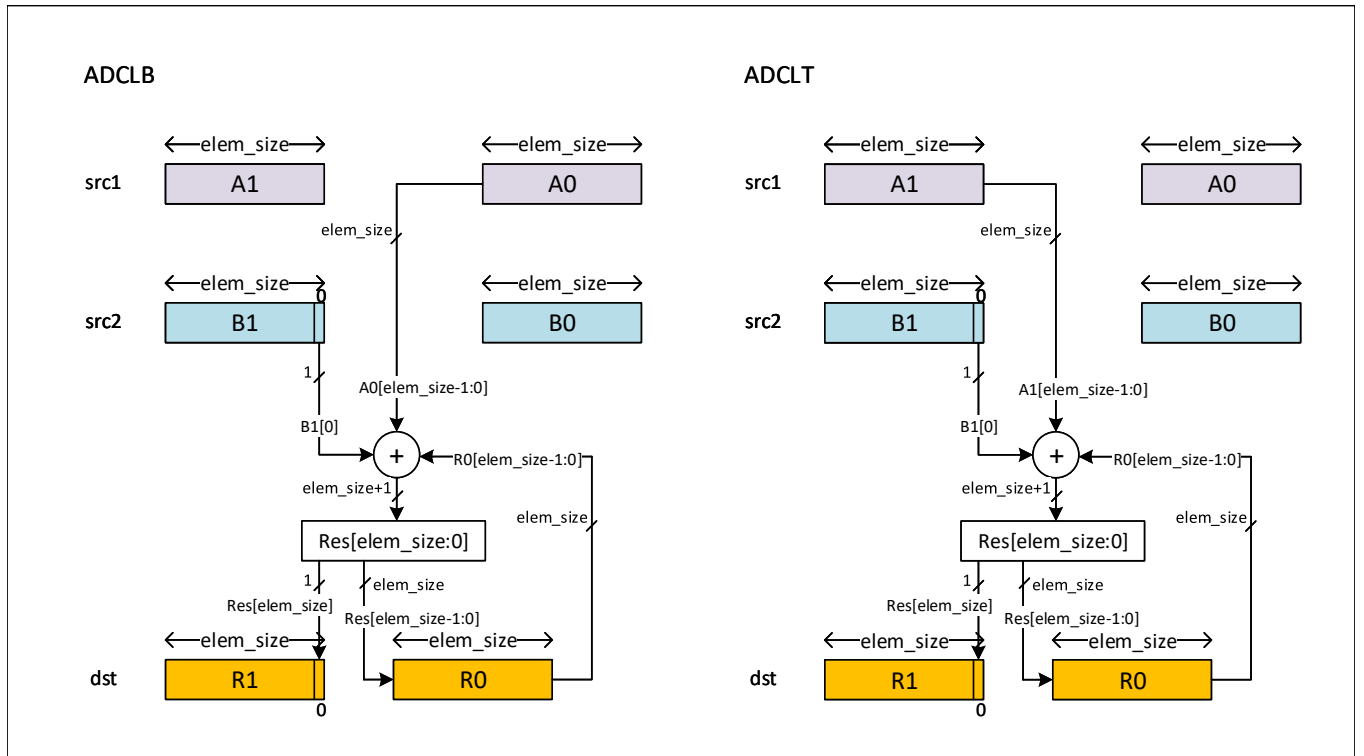 ADCLB
elem_size
elem_size
src1
A1
A0
elem_size
elem_size
elem_size
0
src2
B1
B0
1
A0[elem_size-1:0]
B1[0]
+
R0[elem_size-1:0]
elem_size+1
elem_size
Res[elem_size:0]
1
elem_size
Res[elem_size]
Res[elem_size-1:0]
elem_size
elem_size
dst
R1
R0
0
ADCLT
elem_size
elem_size
src1
A1
A0
elem_size
elem_size
elem_size
0
src2
B1
B0
1
A1[elem_size-1:0]
B1[0]
+
R0[elem_size-1:0]
elem_size+1
elem_size
Res[elem_size:0]
1
elem_size
Res[elem_size]
Res[elem_size-1:0]
elem_size
elem_size
dst
R1
R0
0